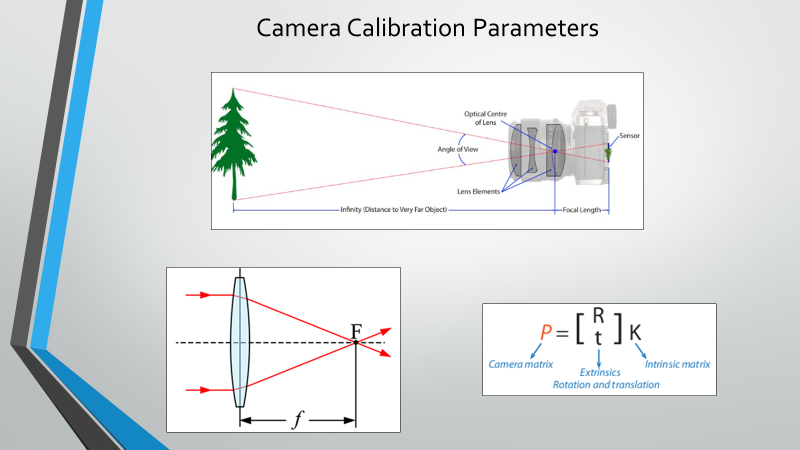 Camera Calibration Parameters
Optical Centre
of Lens
Sensor
Angle of View
Lens Elements
Infinity (Distance to Very Far Object)
Focal Length
F
f
P = [ R
t ] K
Camera matrix
Intrinsic matrix
Extrinsics
Rotation and translation